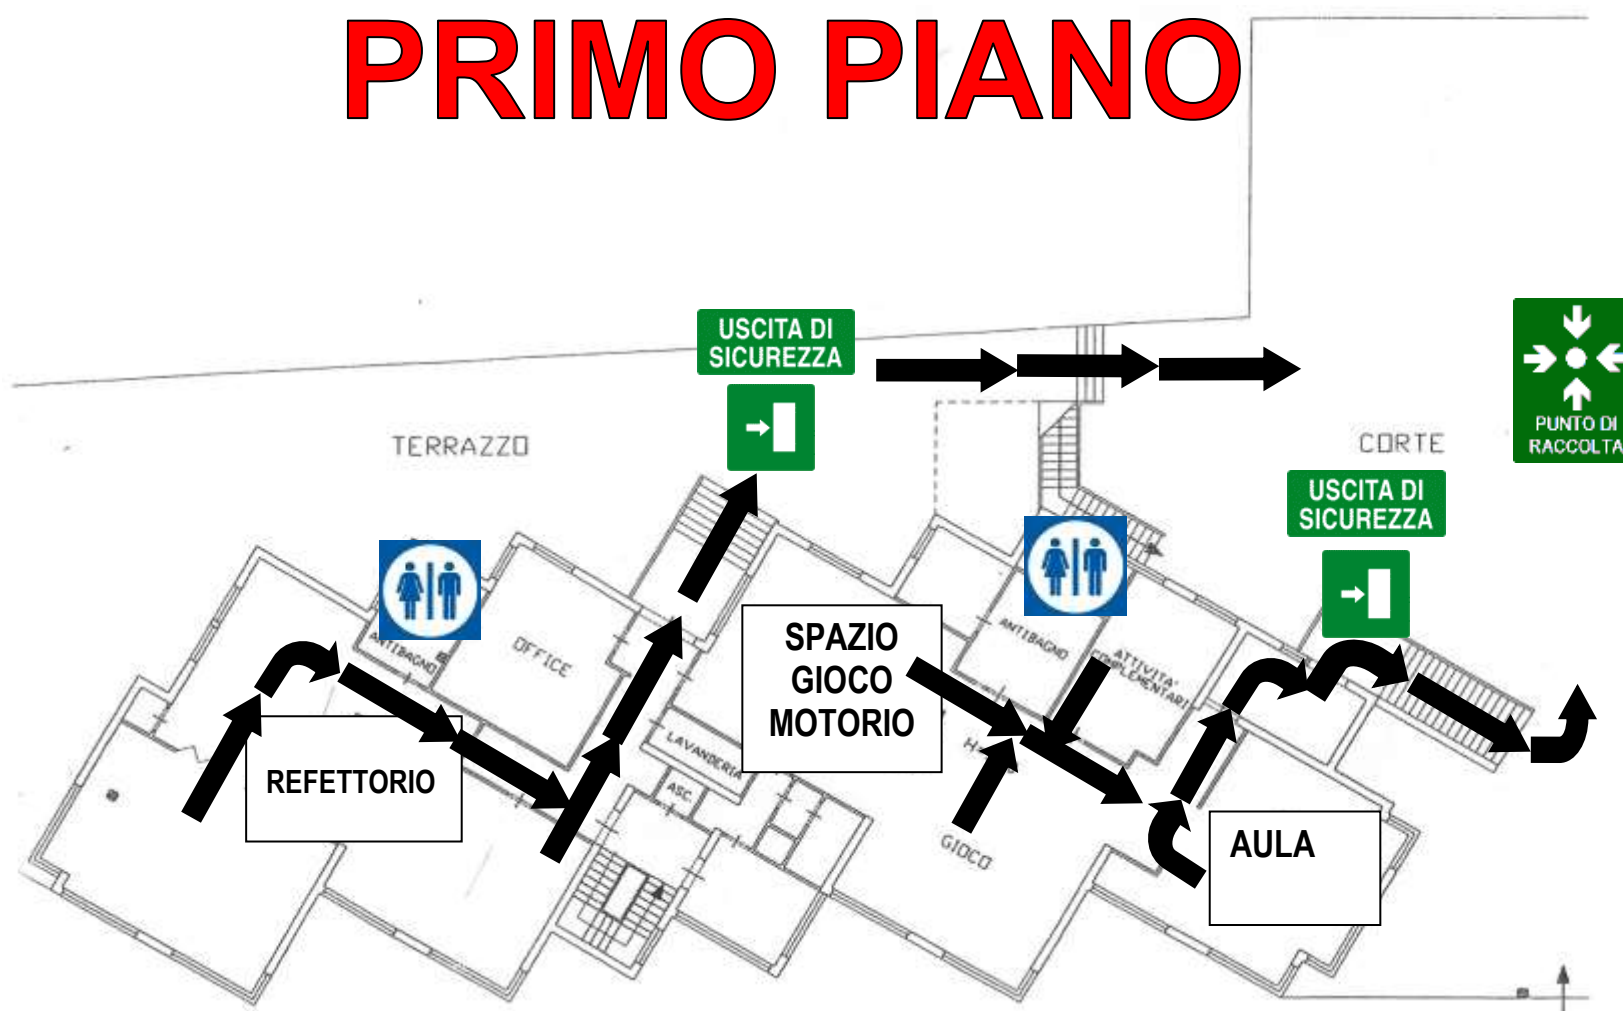 PRIMO PIANO
USCITA DI
SICUREZZA
TERRAZZO
CORTE
PUNTO DI
RACCOLTA
USCITA DI
SICUREZZA
ANTIBAGNO
OFFICE
SPAZIO
GIOCO
MOTORIO
ANTIBAGNO
ATTIVITA'
COMPLEMENTARI
LAVANDERIA
REFETTORIO
ASC.
GIOCO
AULA